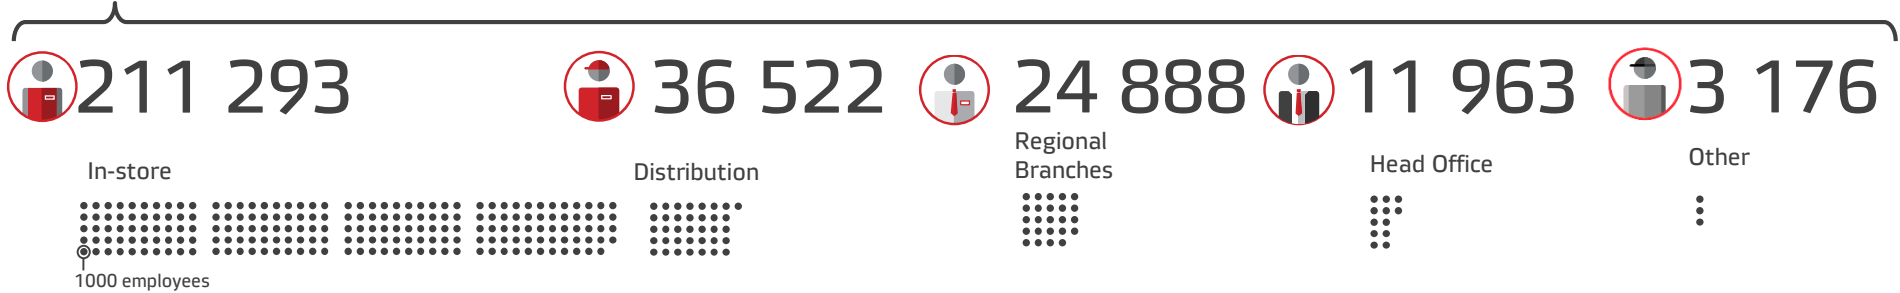 211 293
36 522
24 888
11 963
3 176
In-store
Distribution
Regional
Branches
Head Office
Other
1000 employees